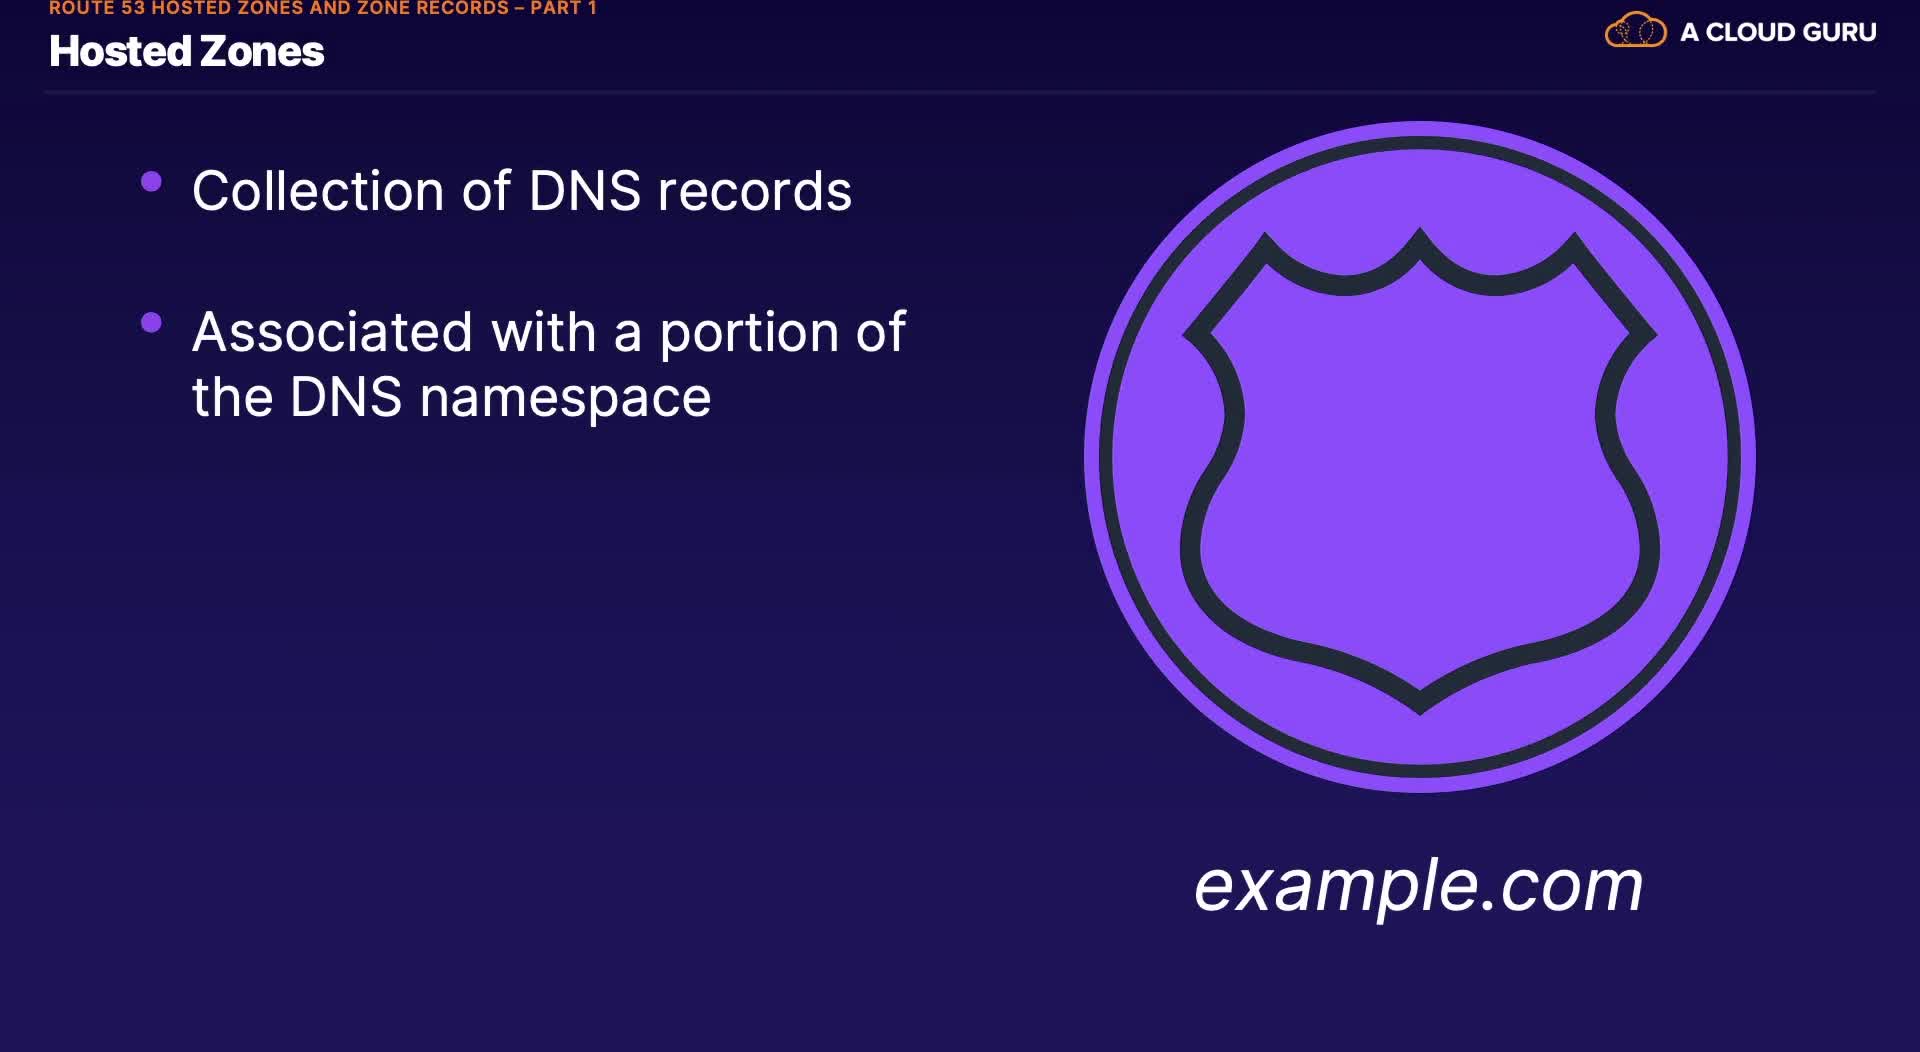 ROUTE 53 HOSTED ZONES AND ZONE RECORDS – PART 1
Hosted Zones
A CLOUD GURU
Collection of DNS records
Associated with a portion of
the DNS namespace
example.com